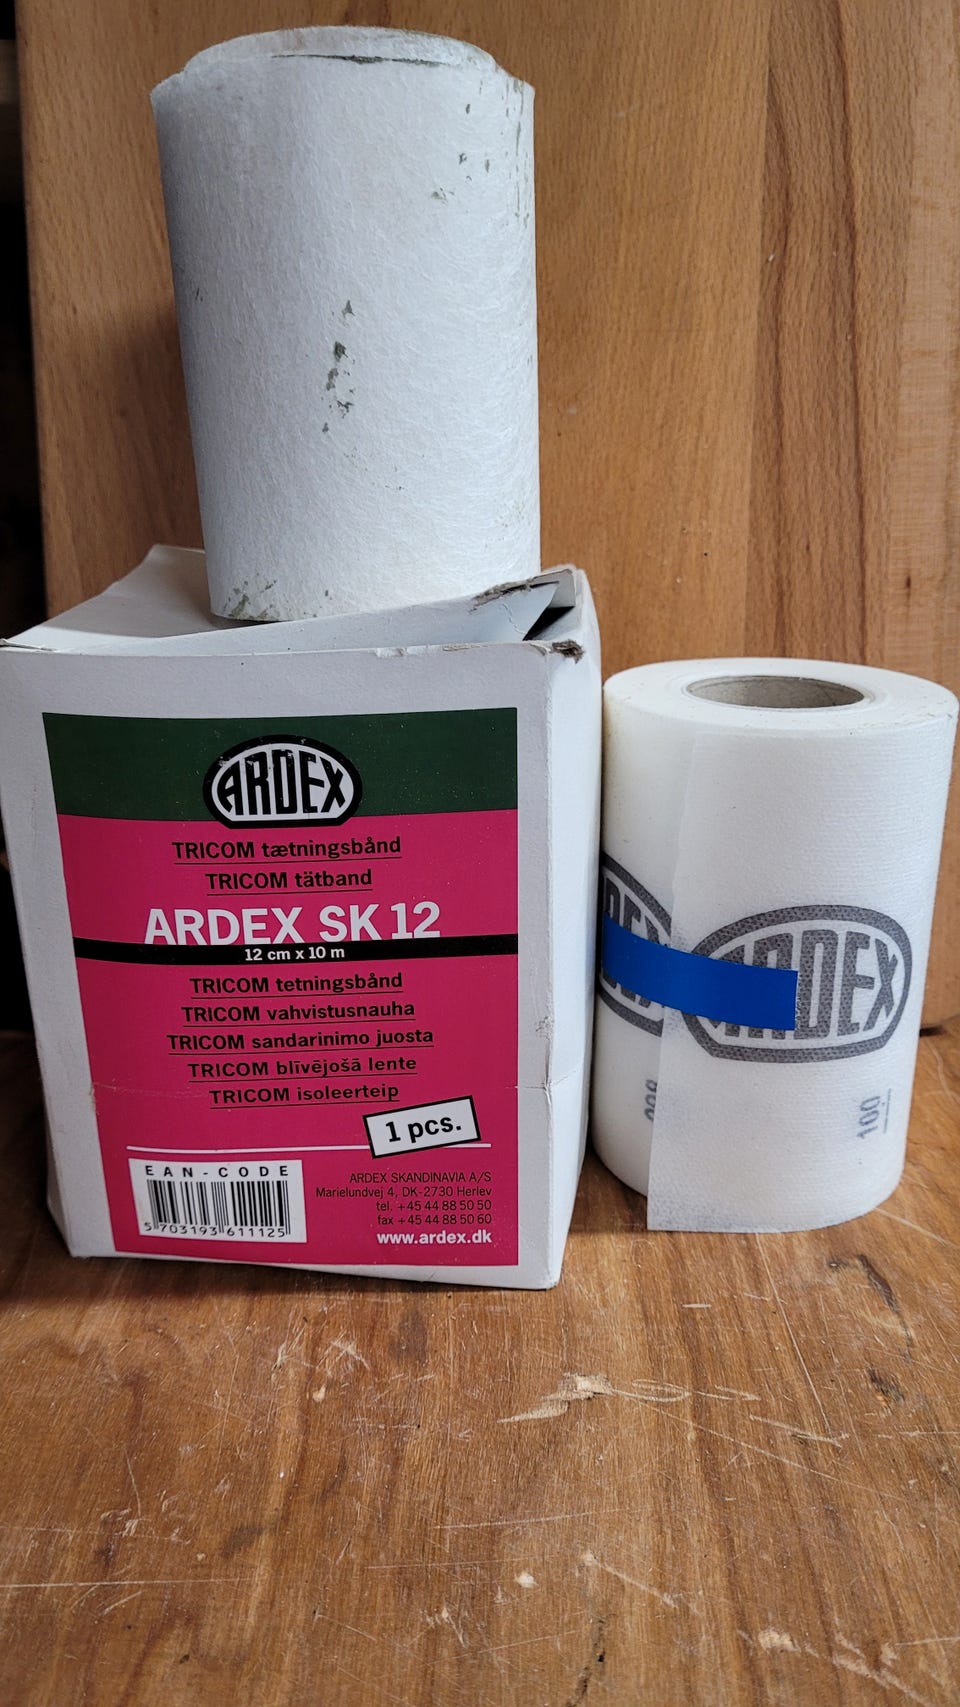 ARDEX
TRICOM tætningsbånd
TRICOM tätband
ARDEX SK 12
12 cm x 10 m
TRICOM tetningsbånd
TRICOM vahvistusnauha
TRICOM sandarinimo juosta
TRICOM blīvējošā lente
TRICOM isoleerteip
1 pcs.
EAN-CODE
5 703193 611125
ARDEX SKANDINAVIA A/S
Marielundvej 4, DK-2730 Herlev
tel. +45 44 88 50 50
fax +45 44 88 50 60
www.ardex.dk
ARDEX
100